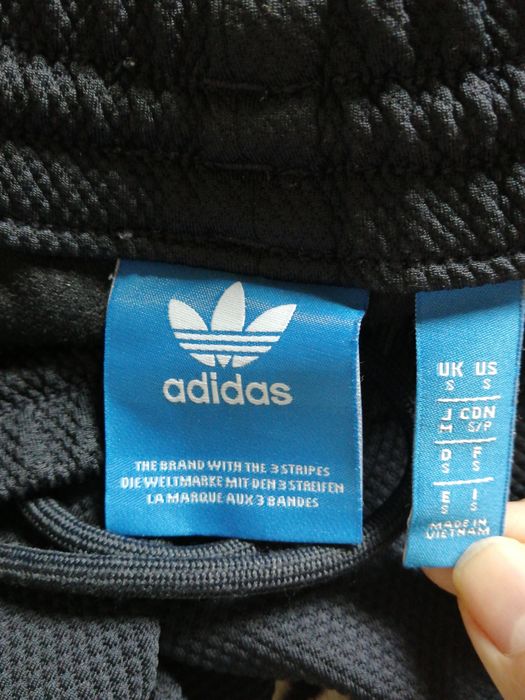 adidas
THE BRAND WITH THE 3 STRIPES
DIE WELTMARKE MIT DEN 3 STREIFEN
LA MARQUE AUX 3 BANDES
UK US
S S
J CDN
M S/P
D F
S S
E I
S S
MADE IN
VIETNAM